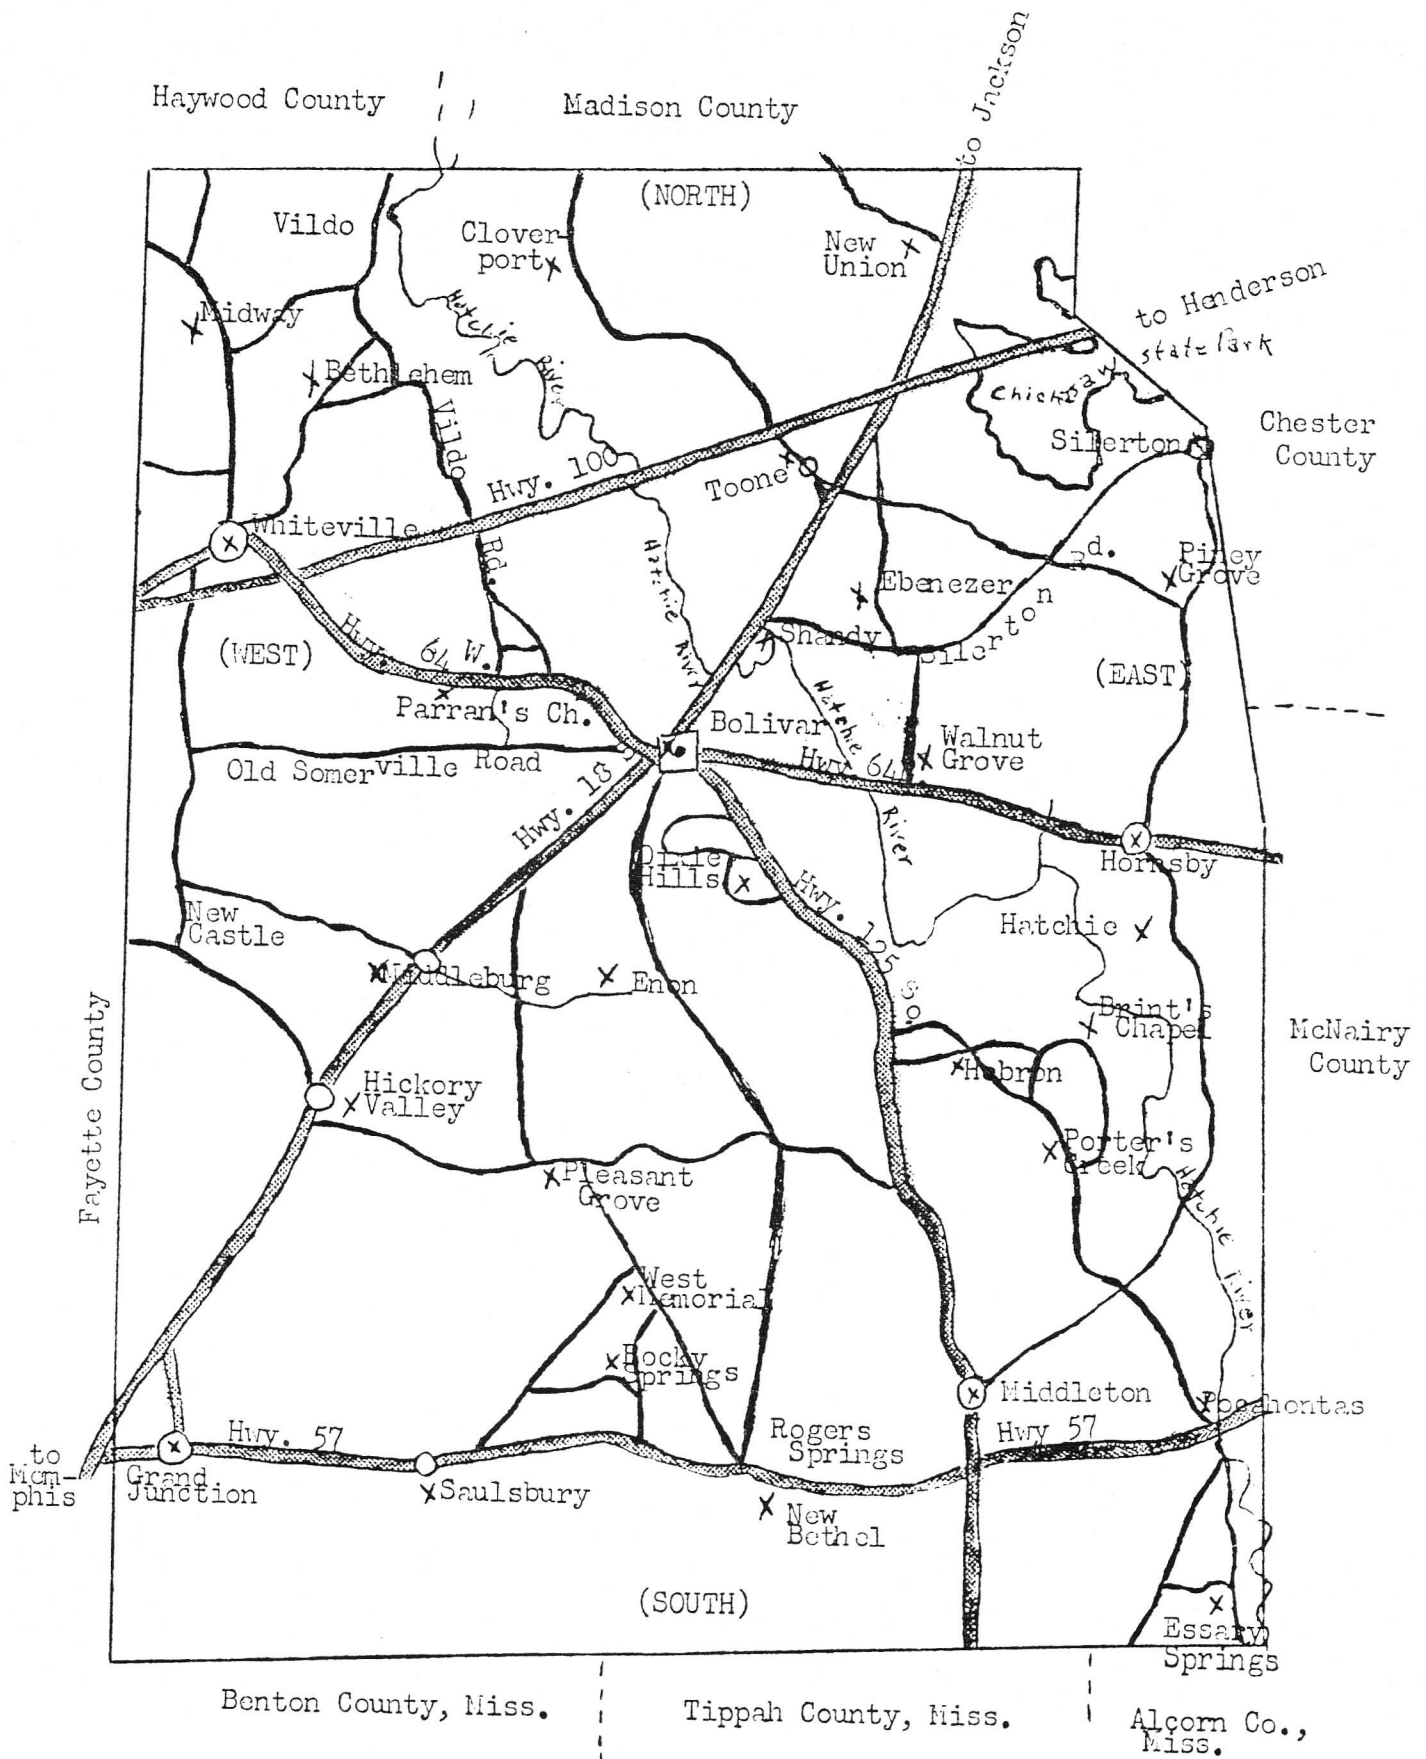 to Jackson
Haywood County
Madison County
(NORTH)
Vildo
Clover-
port
New
Union
to Henderson
State Park
Midway
Hatchie
River
Bethlehem
Chickasaw
Chester
County
Silerton
Vildo
Rd.
Hwy. 100
Toone
Whiteville
Hatchie
River
Ebenezer
Silerton
Rd.
Piney
Grove
Shandy
(WEST)
Hwy. 64 W.
(EAST)
Parran's Ch.
Bolivar
Hatchie
River
Walnut
Grove
Hwy. 64
Old Somerville Road
Hwy. 18 S
Dixie
Hills
Hornsby
Hwy. 125 So.
New
Castle
Hatchie
Middleburg
Enon
Brint's
Chapel
McNairy
County
Fayette County
Hebron
Hickory
Valley
Porter's
Creek
Pleasant
Grove
Hatchie River
West
Memorial
Rocky
Springs
Middleton
Pocahontas
Hwy. 57
Rogers
Springs
Hwy 57
to
Mem-
phis
Grand
Junction
Saulsbury
New
Bethel
(SOUTH)
Essary
Springs
Benton County, Miss.
Tippah County, Miss.
Alcorn Co.,
Miss.